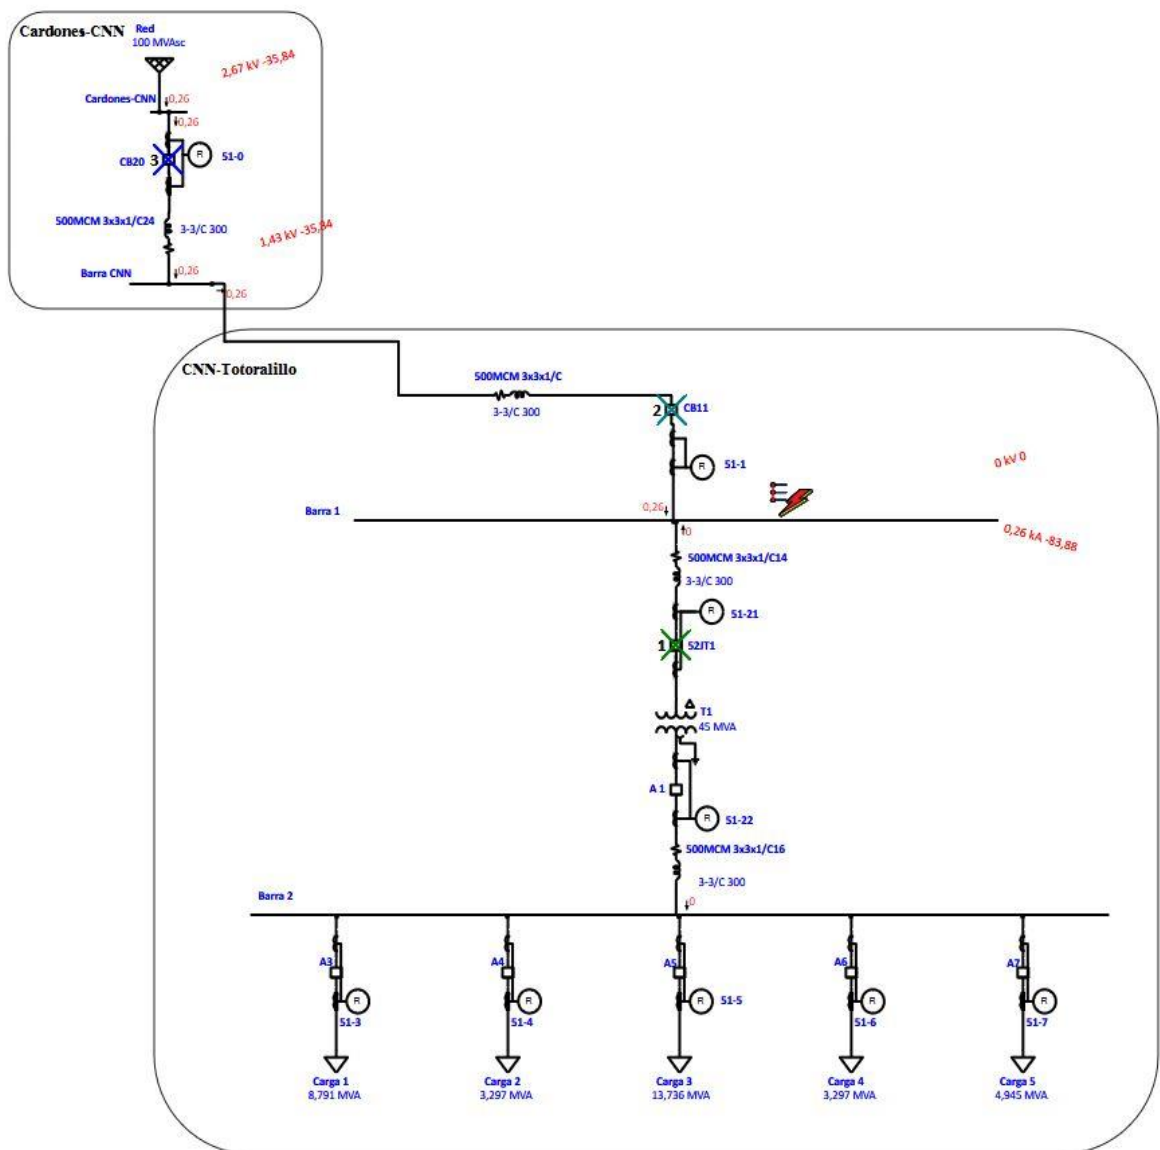 Cardones-CNN
Red
100 MVAsc
2,67 kV -35,84
Cardones-CNN
0,26
0,26
CB20
3
R
51-0
500MCM 3x3x1/C24
3-3/C 300
1,43 kV -35,84
Barra CNN
0,26
0,26
CNN-Totoralillo
500MCM 3x3x1/C
3-3/C 300
2
CB11
R
51-1
0 kV 0
Barra 1
0,26
0
0,26 kA -83,88
500MCM 3x3x1/C14
3-3/C 300
R
51-21
1
52JT1
T1
45 MVA
A 1
R
51-22
500MCM 3x3x1/C16
3-3/C 300
Barra 2
0
A3
A4
A5
A6
A7
R
R
R
51-5
R
R
51-3
51-4
51-6
51-7
Carga 1
Carga 2
Carga 3
Carga 4
Carga 5
8,791 MVA
3,297 MVA
13,736 MVA
3,297 MVA
4,945 MVA